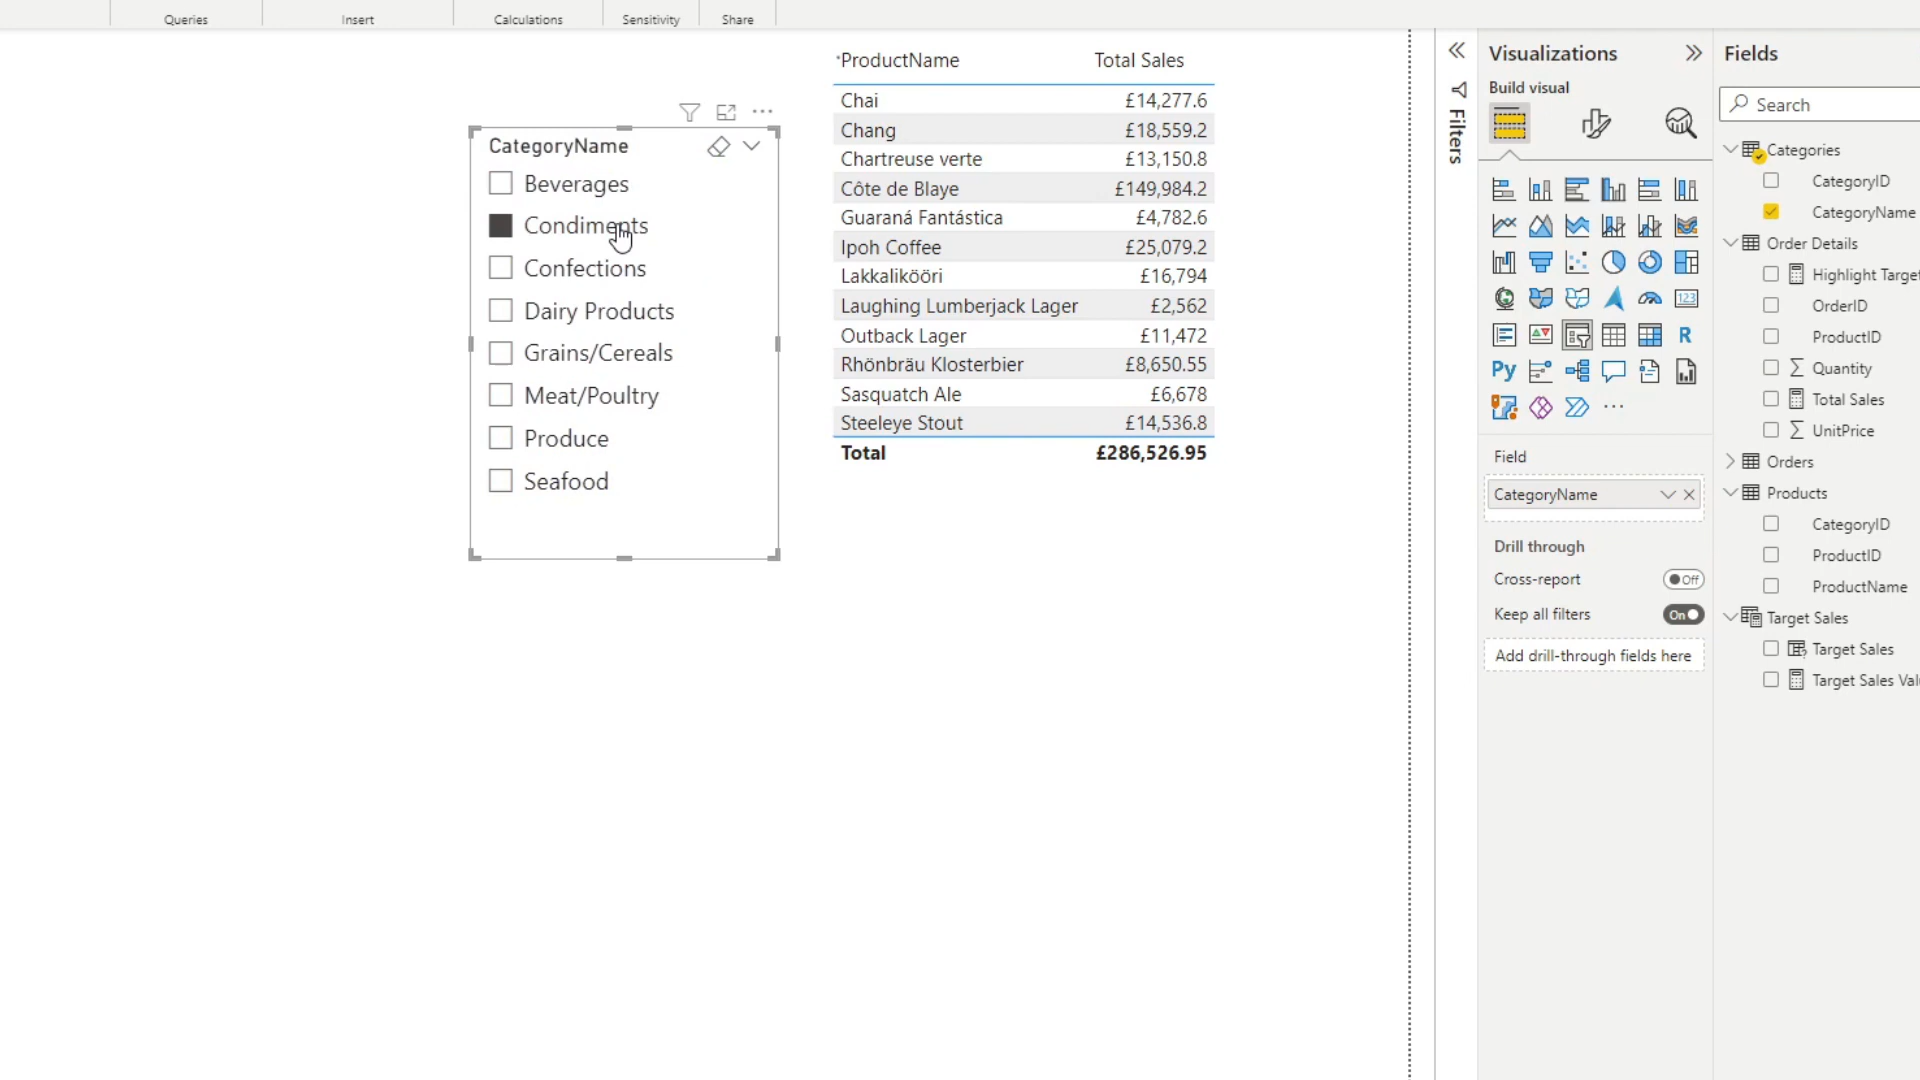 Queries Insert Calculations Sensitivity Share
CategoryName
Beverages
Condiments
Confections
Dairy Products
Grains/Cereals
Meat/Poultry
Produce
Seafood
ProductName Total Sales
Chai £14,277.6
Chang £18,559.2
Chartreuse verte £13,150.8
Côte de Blaye £149,984.2
Guaraná Fantástica £4,782.6
Ipoh Coffee £25,079.2
Lakkalikööri £16,794
Laughing Lumberjack Lager £2,562
Outback Lager £11,472
Rhönbräu Klosterbier £8,650.55
Sasquatch Ale £6,678
Steeleye Stout £14,536.8
Total £286,526.95
Filters
Visualizations
Build visual
123
R
Py
Field
CategoryName
Drill through
Cross-report Off
Keep all filters On
Add drill-through fields here
Fields
Search
Categories
CategoryID
CategoryName
Order Details
Highlight Target
OrderID
ProductID
Quantity
Total Sales
UnitPrice
Orders
Products
CategoryID
ProductID
ProductName
Target Sales
Target Sales
Target Sales Val